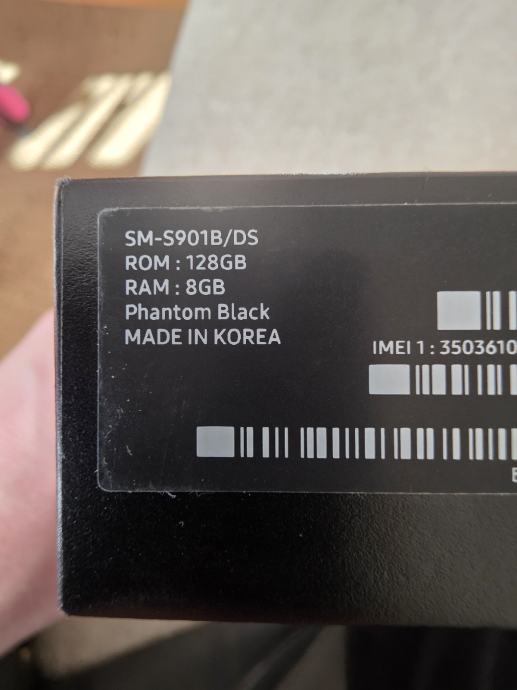 SM-S901B/DS
ROM : 128GB
RAM : 8GB
Phantom Black
MADE IN KOREA
IMEI 1 : 3503610